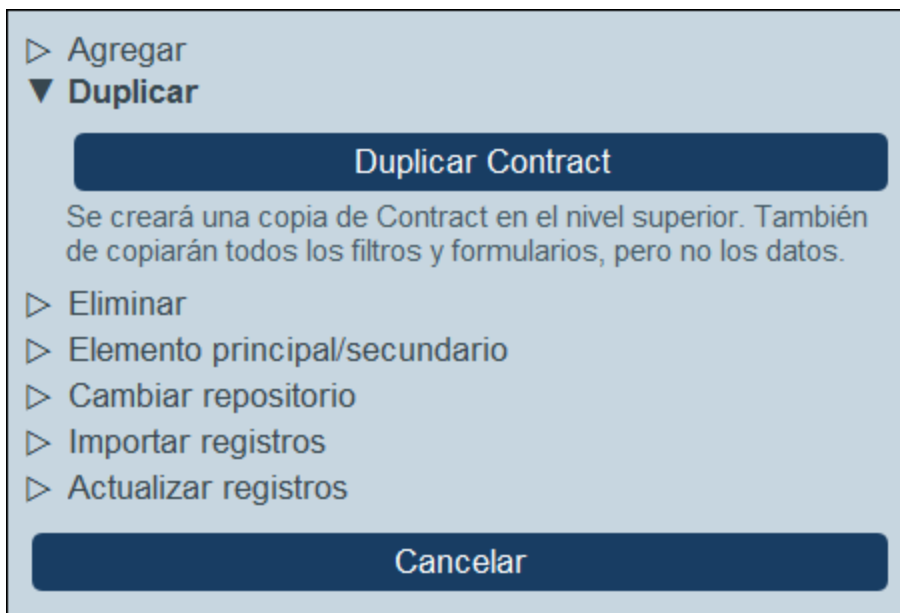 ▷ Agregar
▼ Duplicar
Duplicar Contract
Se creará una copia de Contract en el nivel superior. También
de copiarán todos los filtros y formularios, pero no los datos.
▷ Eliminar
▷ Elemento principal/secundario
▷ Cambiar repositorio
▷ Importar registros
▷ Actualizar registros
Cancelar